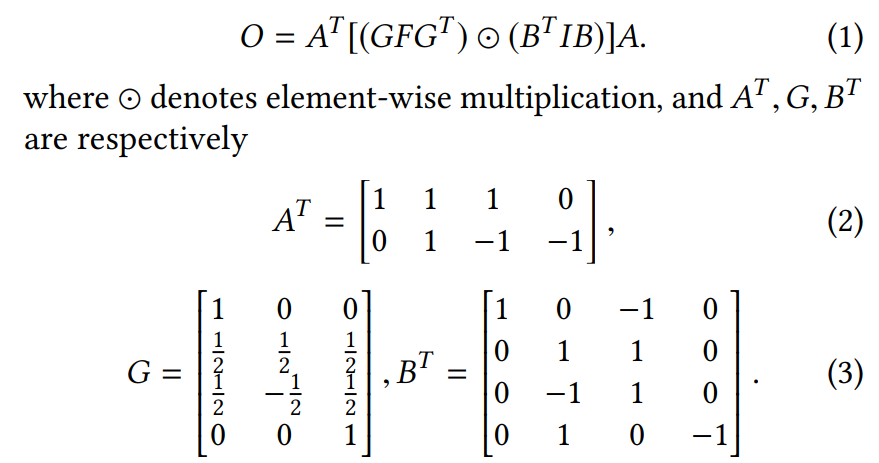 O = A^T[(GFG^T) ⊙ (B^T IB)]A. (1)
where ⊙ denotes element-wise multiplication, and A^T, G, B^T
are respectively
A^T = [1 1 1 0; 0 1 −1 −1], (2)
G = [1 0 0; 1/2 1/2 1/2; 1/2 −1/2 1/2; 0 0 1], B^T = [1 0 −1 0; 0 1 1 0; 0 −1 1 0; 0 1 0 −1]. (3)